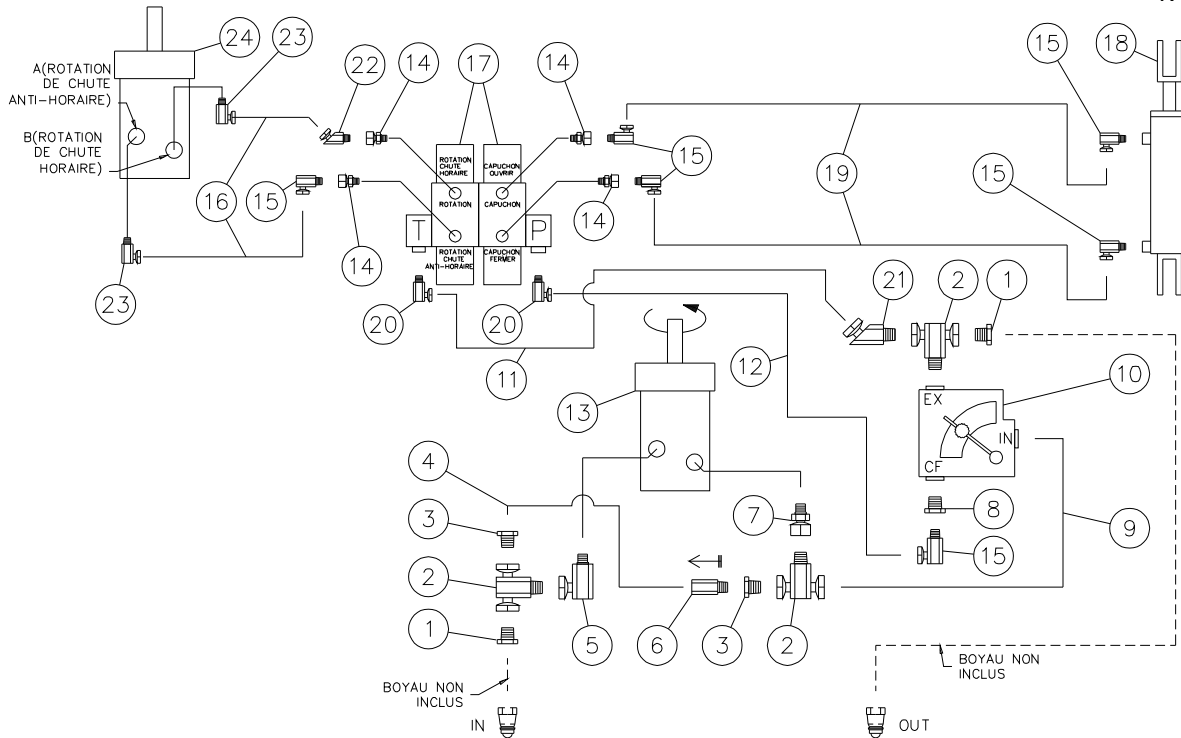 24
23
22
14
17
14
15
18
A(ROTATION
DE CHUTE
ANTI-HORAIRE)
B(ROTATION
DE CHUTE
HORAIRE)
ROTATION
CHUTE
HORAIRE
CAPUCHON
OUVRIR
15
16
15
14
ROTATION
CAPUCHON
14
19
15
T
P
ROTATION
CHUTE
ANTI-HORAIRE
CAPUCHON
FERMER
23
20
20
21
2
1
11
12
13
10
EX
IN
CF
4
3
7
8
9
2
15
1
5
6
3
2
BOYAU NON
INCLUS
BOYAU NON
INCLUS
IN
OUT